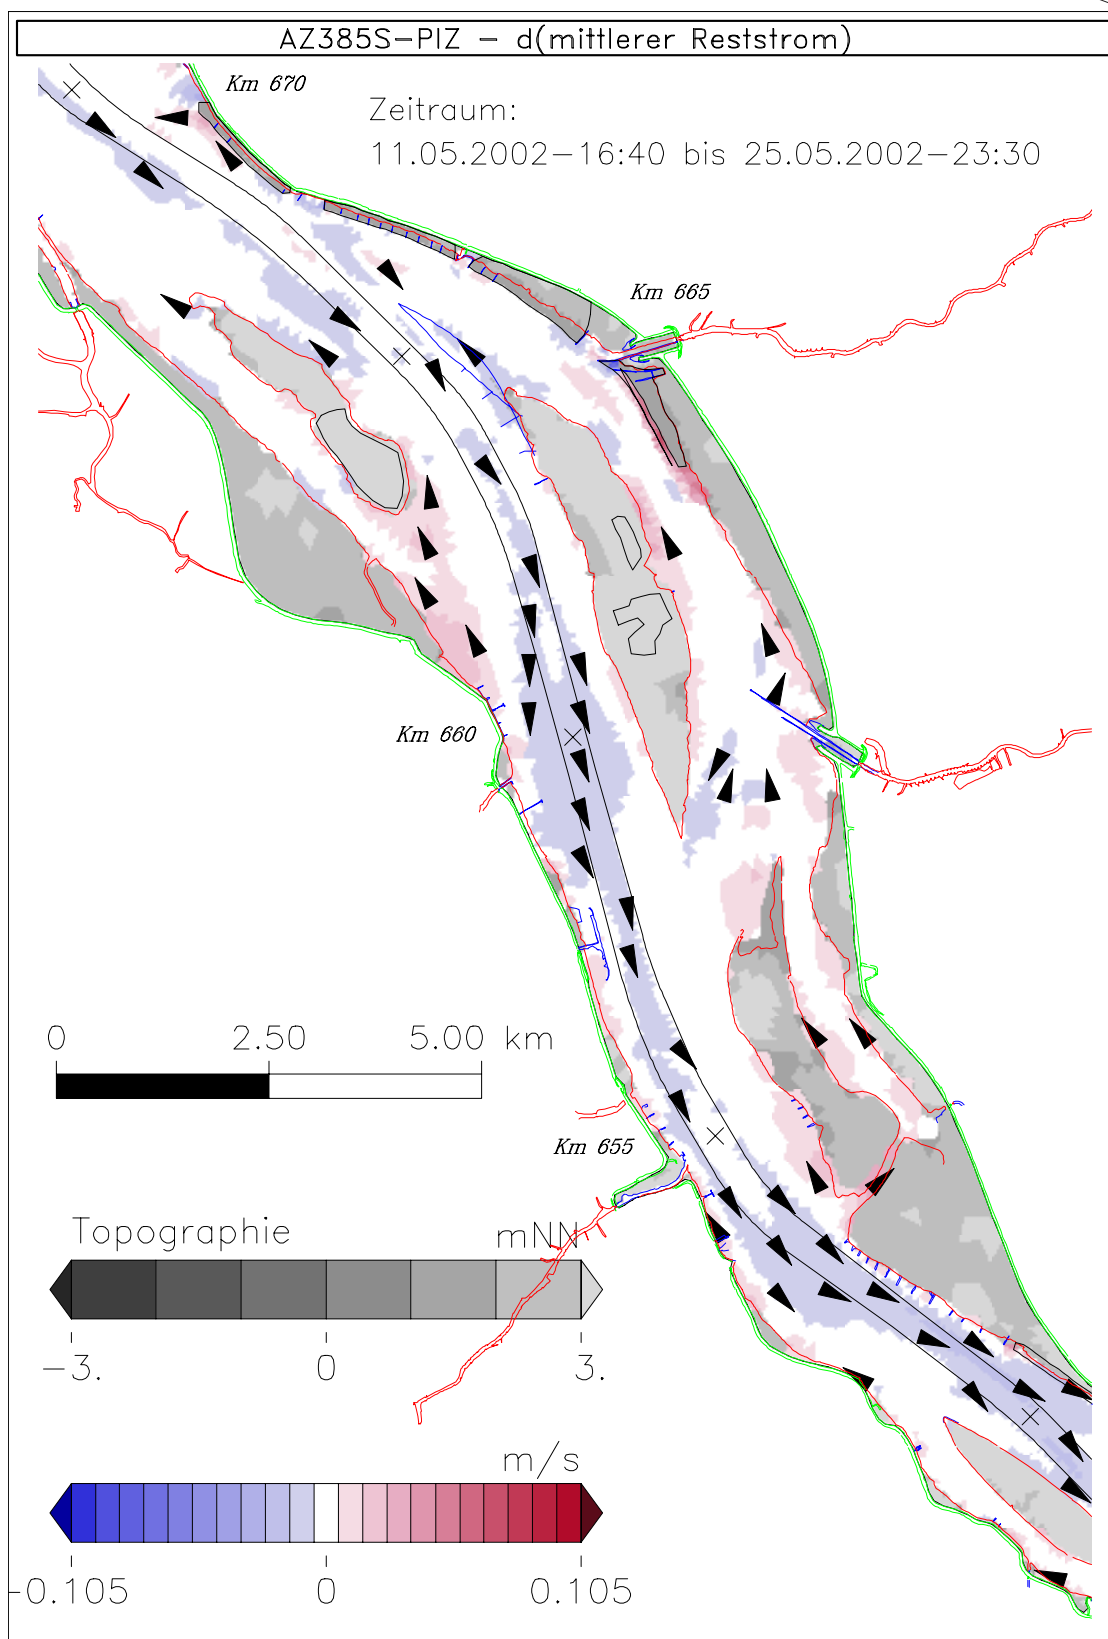 AZ385S-PIZ - d(mittlerer Reststrom)
Km 670
Zeitraum:
11.05.2002-16:40 bis 25.05.2002-23:30
Km 665
Km 660
0 2.50 5.00 km
Km 655
Topographie mNN
-3. 0 3.
m/s
-0.105 0 0.105